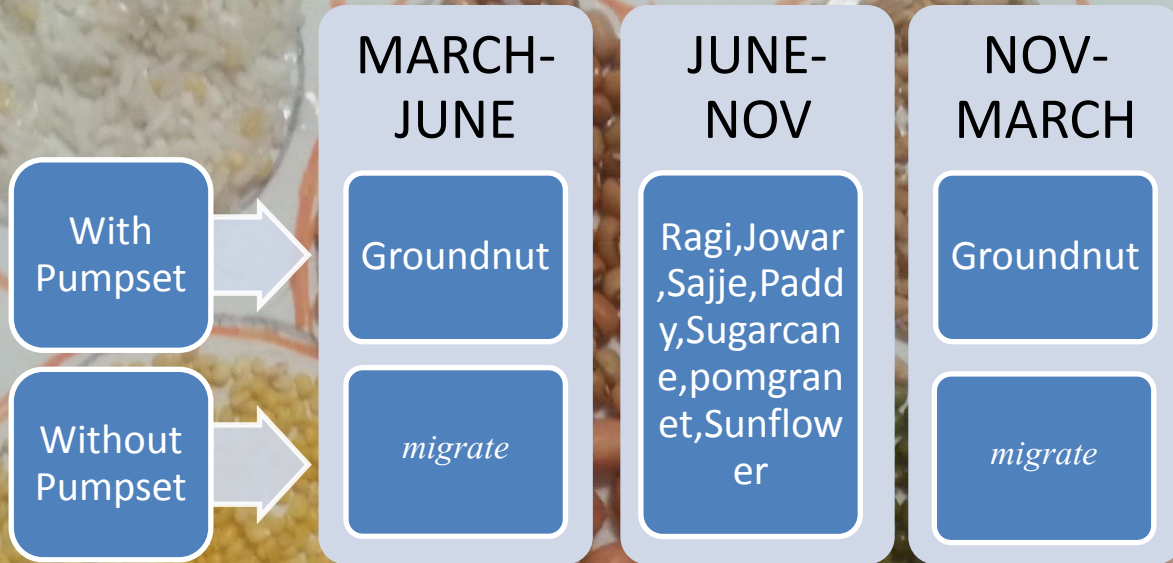 MARCH-
JUNE
JUNE-
NOV
NOV-
MARCH
With
Pumpset
Groundnut
Ragi,Jowar
,Sajje,Padd
y,Sugarcan
e,pomgran
et,Sunflow
er
Groundnut
Without
Pumpset
migrate
migrate